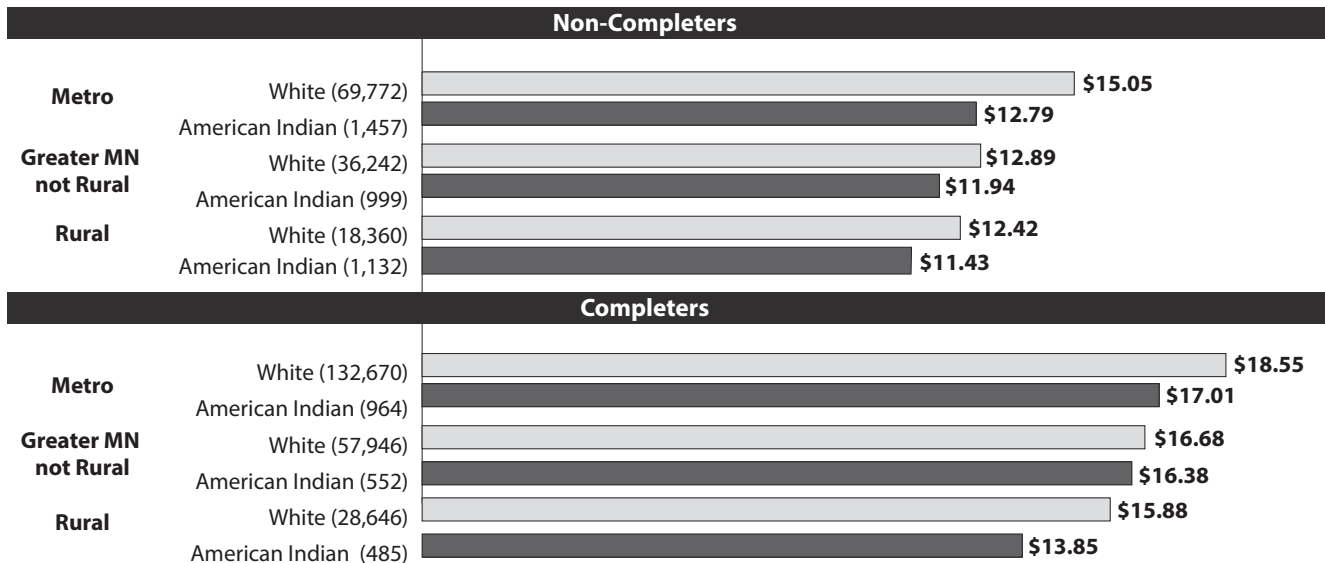 Non-Completers
Metro
White (69,772) $15.05
American Indian (1,457) $12.79
Greater MN
not Rural
White (36,242) $12.89
American Indian (999) $11.94
Rural
White (18,360) $12.42
American Indian (1,132) $11.43
Completers
Metro
White (132,670) $18.55
American Indian (964) $17.01
Greater MN
not Rural
White (57,946) $16.68
American Indian (552) $16.38
Rural
White (28,646) $15.88
American Indian (485) $13.85